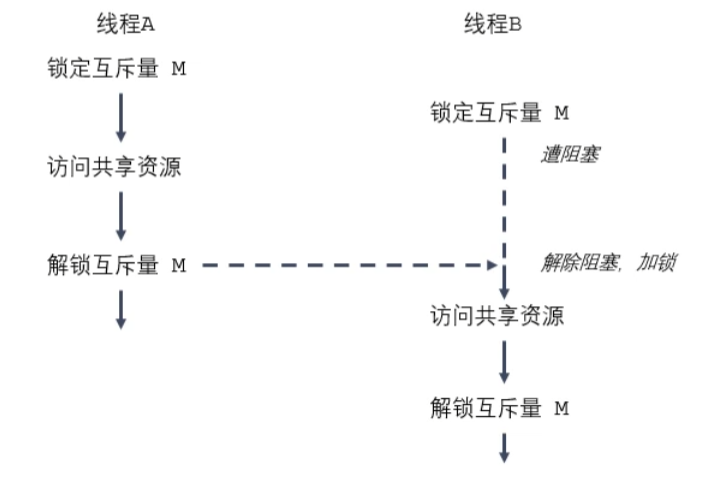 线程A
线程B
锁定互斥量 M
锁定互斥量 M
遭阻塞
访问共享资源
解锁互斥量 M
解除阻塞，加锁
访问共享资源
解锁互斥量 M